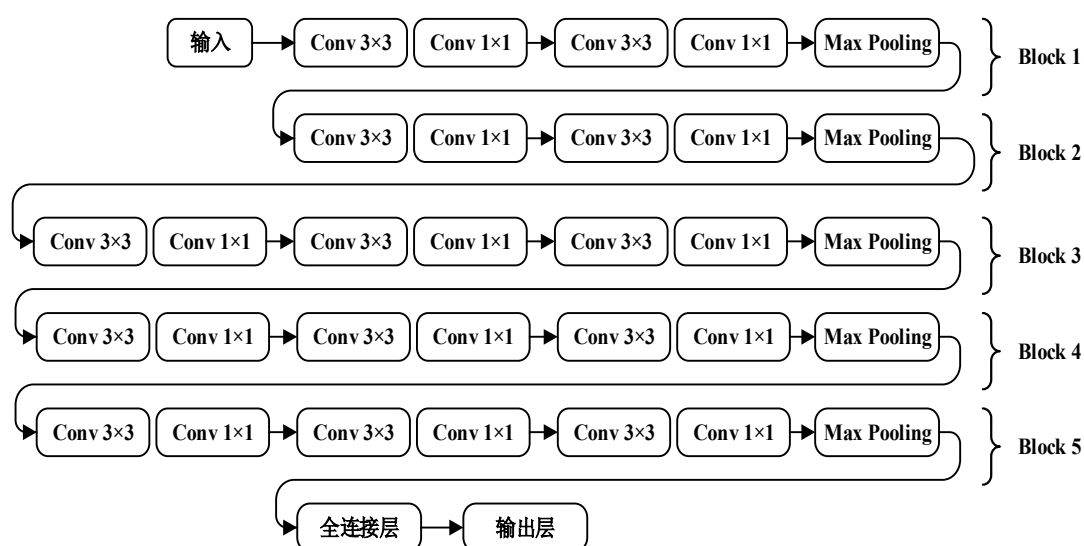 输入 Conv 3×3 Conv 1×1 Conv 3×3 Conv 1×1 Max Pooling Block 1
Conv 3×3 Conv 1×1 Conv 3×3 Conv 1×1 Max Pooling Block 2
Conv 3×3 Conv 1×1 Conv 3×3 Conv 1×1 Conv 3×3 Conv 1×1 Max Pooling Block 3
Conv 3×3 Conv 1×1 Conv 3×3 Conv 1×1 Conv 3×3 Conv 1×1 Max Pooling Block 4
Conv 3×3 Conv 1×1 Conv 3×3 Conv 1×1 Conv 3×3 Conv 1×1 Max Pooling Block 5
全连接层 输出层